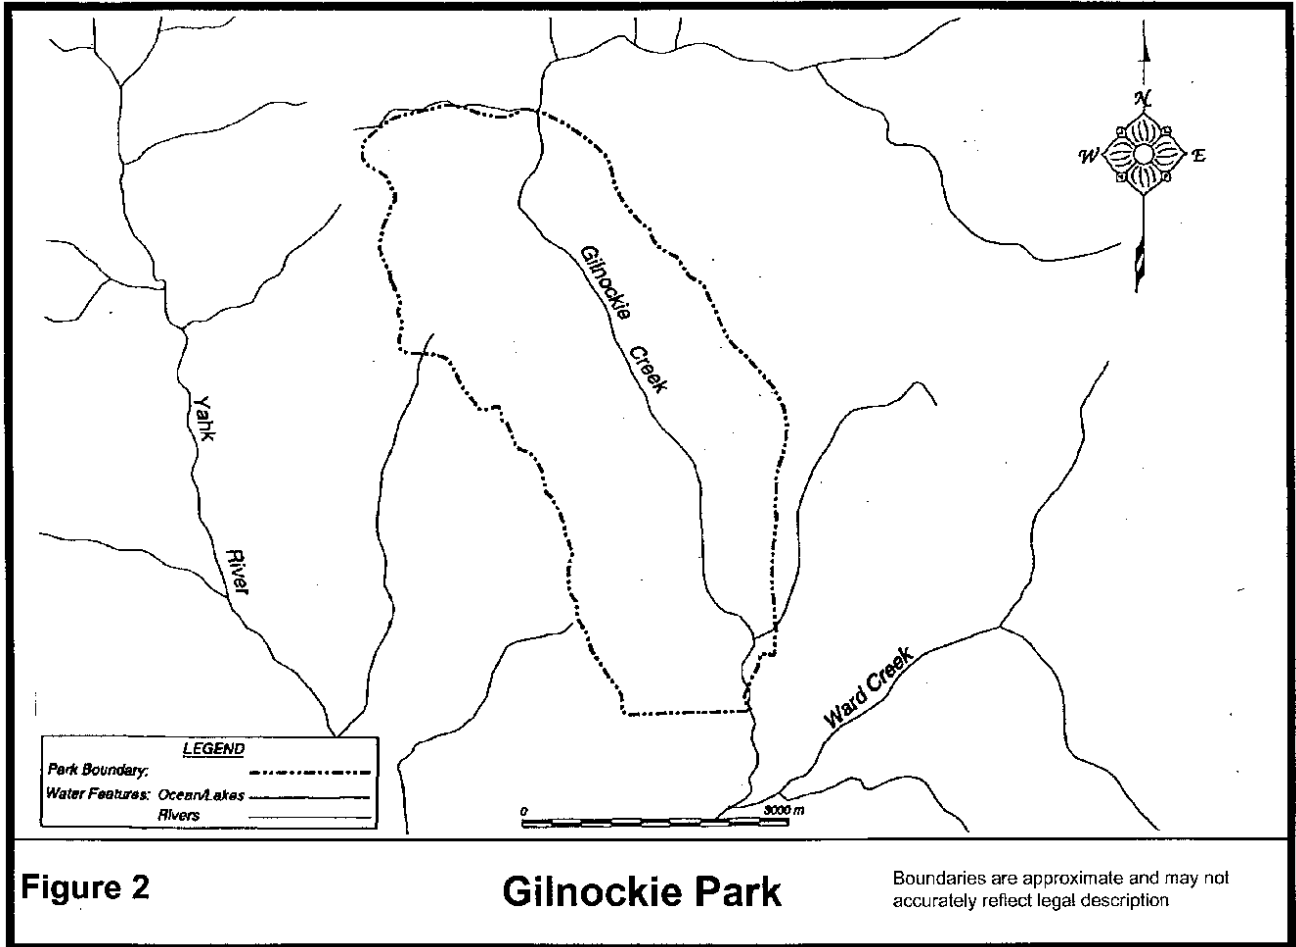 N
W
E
Gilnockie
Creek
Yahk
River
Ward Creek
LEGEND
Park Boundary:
Water Features: Ocean/Lakes
Rivers
0
3000 m
Figure 2
Gilnockie Park
Boundaries are approximate and may not
accurately reflect legal description